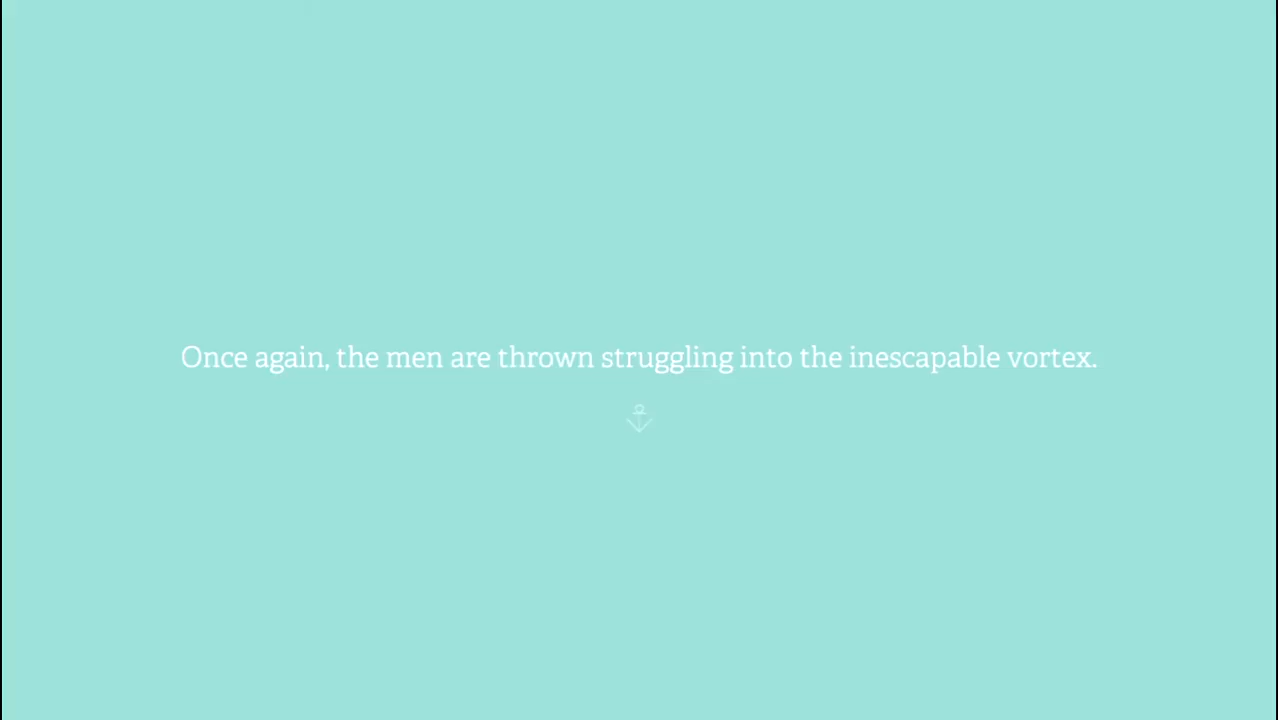 Once again, the men are thrown struggling into the inescapable vortex.